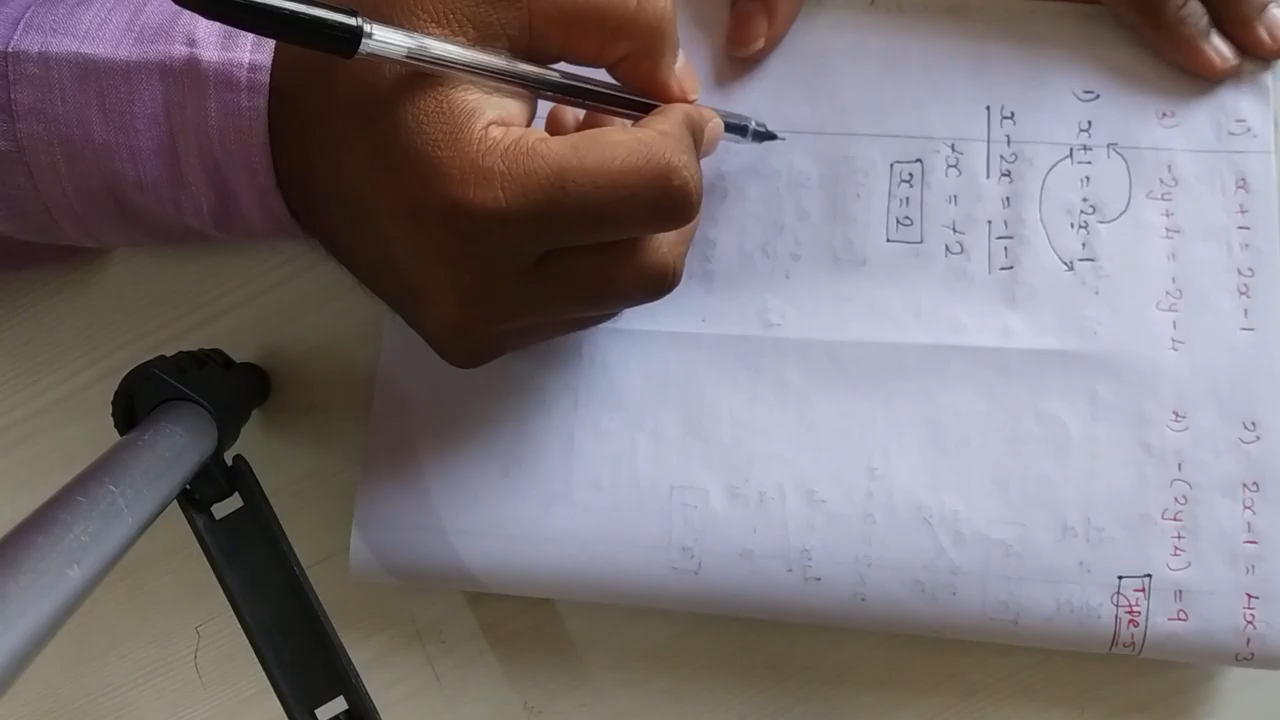 1) x + 1 = 2x - 1 2) 2x - 1 = 4x - 3
3) -2y + 4 = -2y - 4 4) -(2y + 4) = 9
Type-5
1) x + 1 = +2x - 1
x - 2x = -1 - 1
+x = +2
x = 2